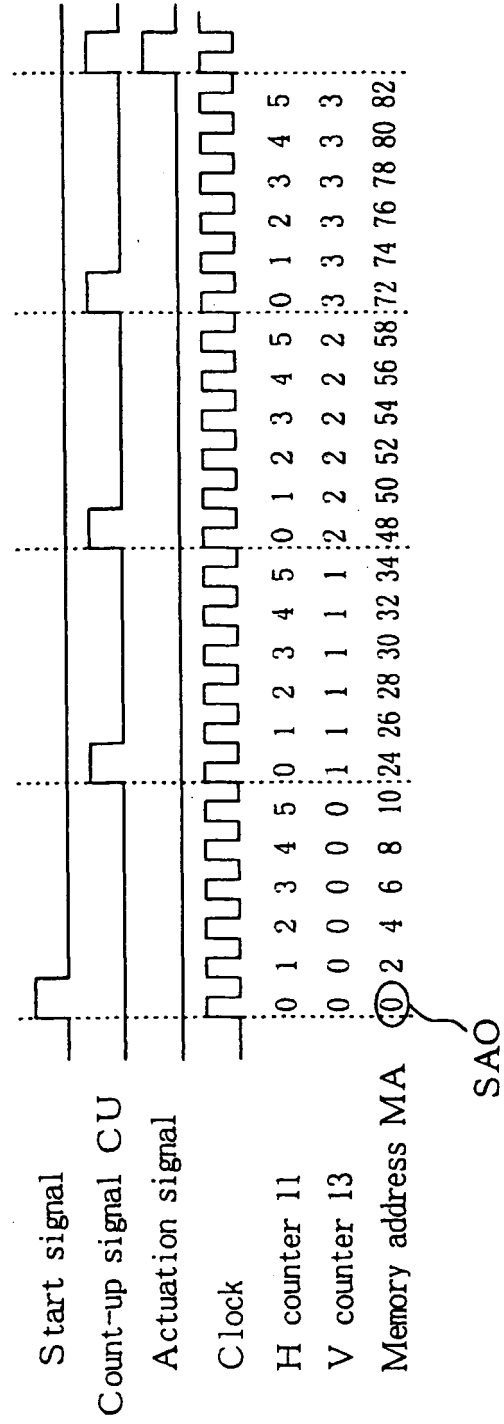 Start signal
Count-up signal CU
Actuation signal
Clock
H counter 11 0 1 2 3 4 5 0 1 2 3 4 5 0 1 2 3 4 5 0 1 2 3 4 5
V counter 13 0 0 0 0 0 0 1 1 1 1 1 1 2 2 2 2 2 2 3 3 3 3 3 3
Memory address MA 0 2 4 6 8 10 24 26 28 30 32 34 48 50 52 54 56 58 72 74 76 78 80 82
SAO